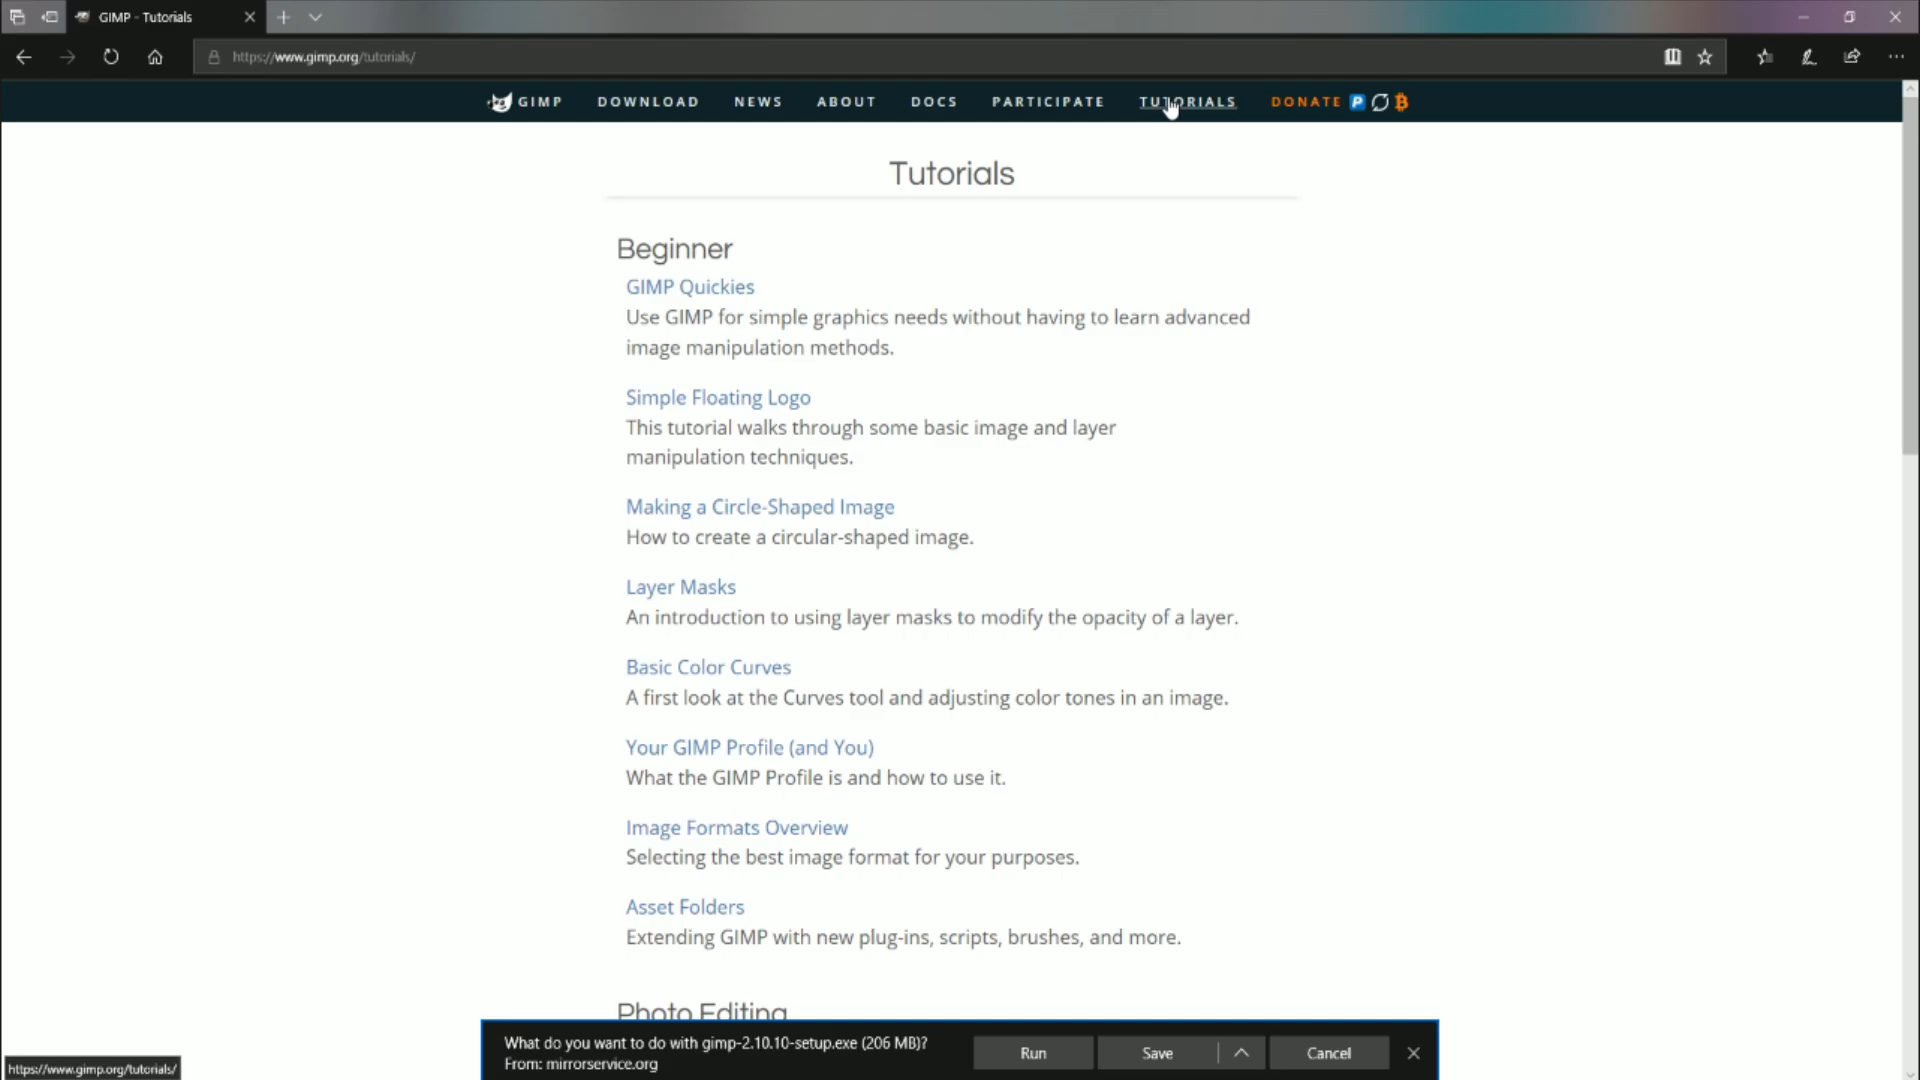 GIMP - Tutorials
https://www.gimp.org/tutorials/
GIMP DOWNLOAD NEWS ABOUT DOCS PARTICIPATE TUTORIALS DONATE
Tutorials
Beginner
GIMP Quickies
Use GIMP for simple graphics needs without having to learn advanced
image manipulation methods.
Simple Floating Logo
This tutorial walks through some basic image and layer
manipulation techniques.
Making a Circle-Shaped Image
How to create a circular-shaped image.
Layer Masks
An introduction to using layer masks to modify the opacity of a layer.
Basic Color Curves
A first look at the Curves tool and adjusting color tones in an image.
Your GIMP Profile (and You)
What the GIMP Profile is and how to use it.
Image Formats Overview
Selecting the best image format for your purposes.
Asset Folders
Extending GIMP with new plug-ins, scripts, brushes, and more.
Photo Editing
What do you want to do with gimp-2.10.10-setup.exe (206 MB)?
From: mirrorservice.org
Run Save Cancel
https://www.gimp.org/tutorials/